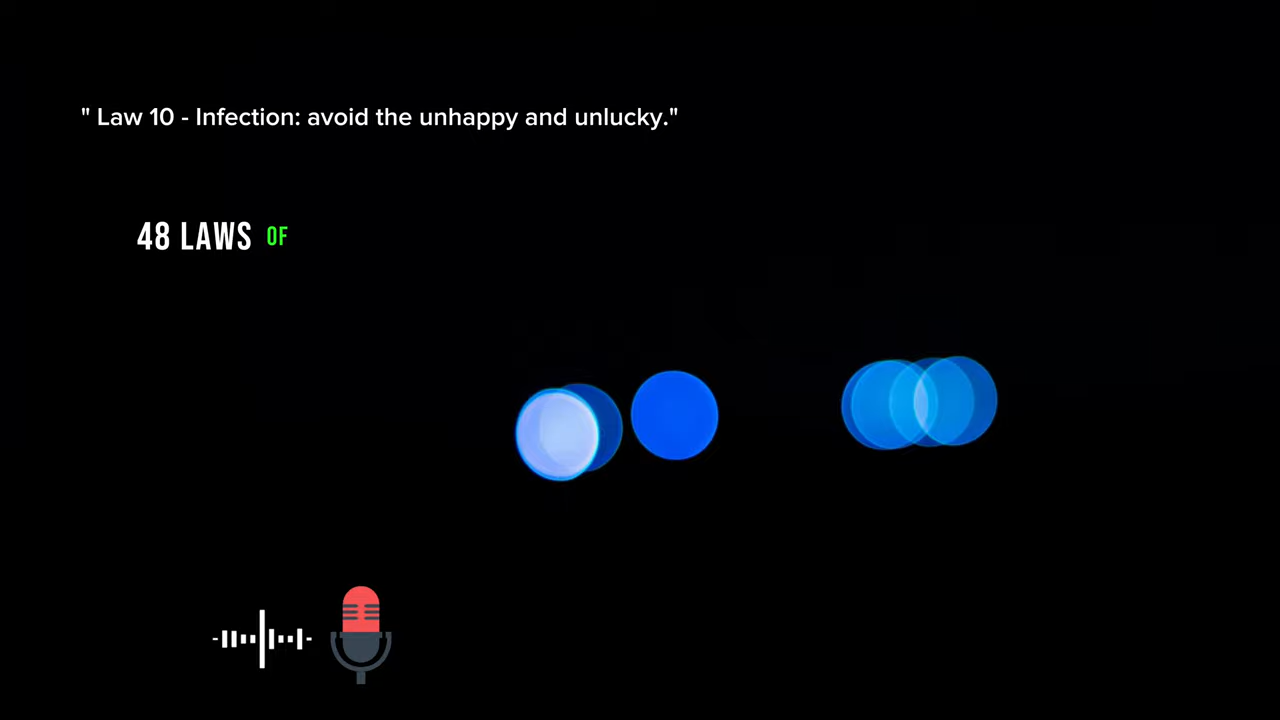 " Law 10 - Infection: avoid the unhappy and unlucky."
48 LAWS OF